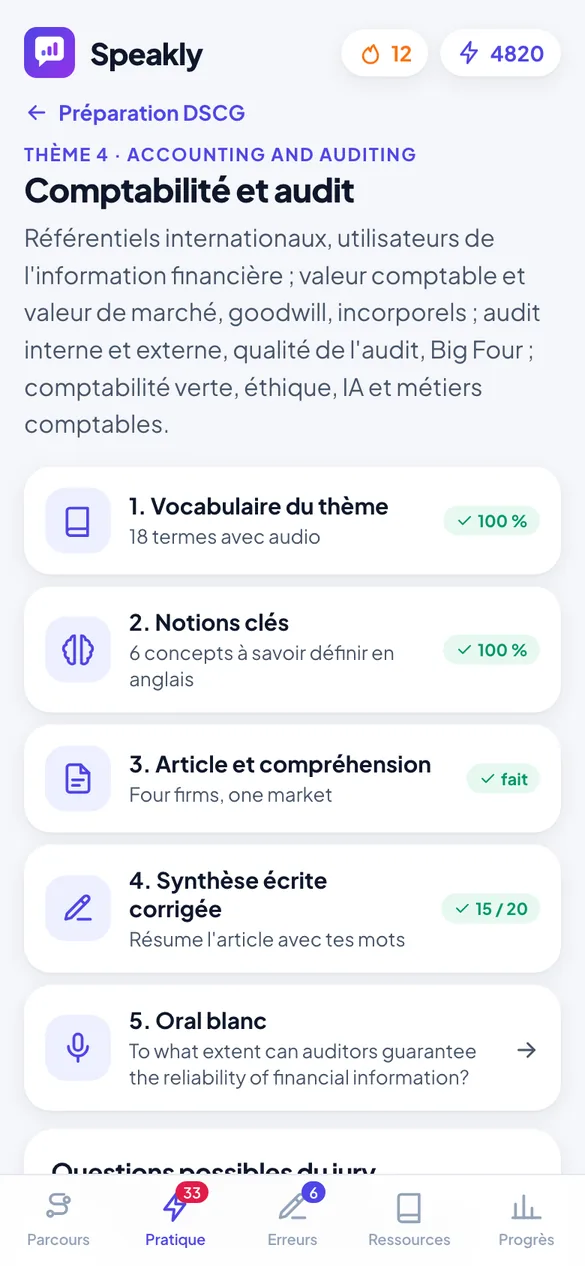 Speakly
12
4820
← Préparation DSCG
THÈME 4 · ACCOUNTING AND AUDITING
Comptabilité et audit
Référentiels internationaux, utilisateurs de
l'information financière ; valeur comptable et
valeur de marché, goodwill, incorporels ; audit
interne et externe, qualité de l'audit, Big Four ;
comptabilité verte, éthique, IA et métiers
comptables.
1. Vocabulaire du thème
18 termes avec audio
✓ 100 %
2. Notions clés
6 concepts à savoir définir en
anglais
✓ 100 %
3. Article et compréhension
Four firms, one market
✓ fait
4. Synthèse écrite
corrigée
Résume l'article avec tes mots
✓ 15 / 20
5. Oral blanc
To what extent can auditors guarantee
the reliability of financial information?
→
Questions possibles du jury
33
6
Parcours
Pratique
Erreurs
Ressources
Progrès